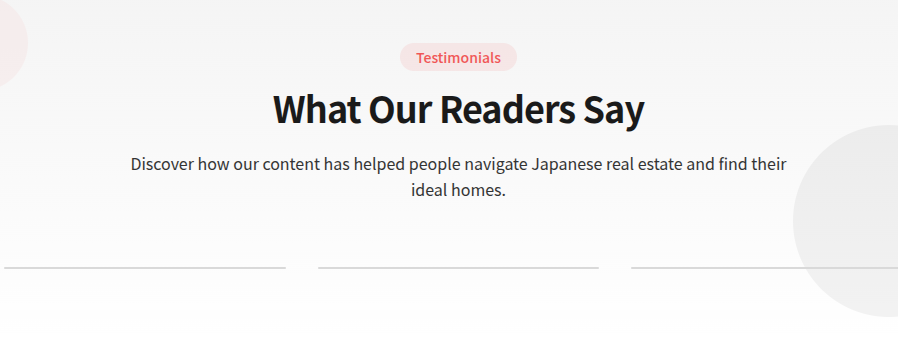 Testimonials
What Our Readers Say
Discover how our content has helped people navigate Japanese real estate and find their
ideal homes.